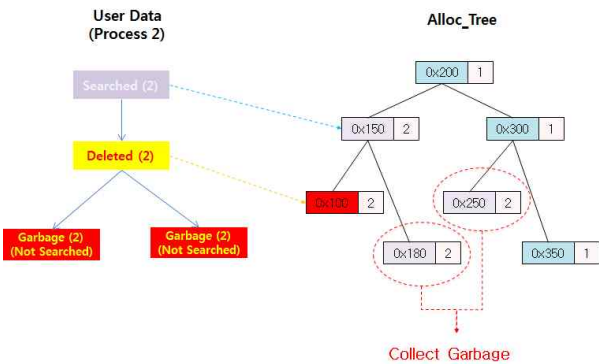 User Data
(Process 2)
Alloc_Tree
Searched (2)
Deleted (2)
Garbage (2)
(Not Searched)
Garbage (2)
(Not Searched)
0x200 1
0x150 2
0x300 1
0x100 2
0x250 2
0x180 2
0x350 1
Collect Garbage